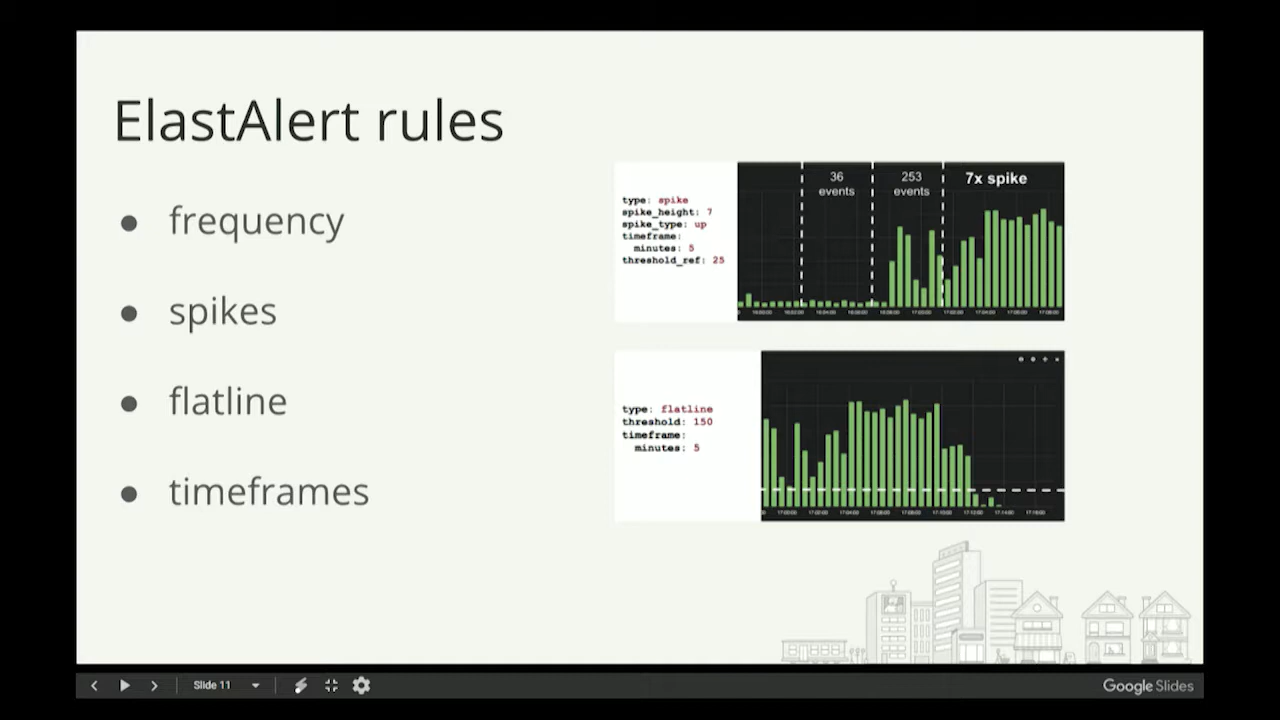 ElastAlert rules
● frequency
● spikes
● flatline
● timeframes
type: spike
spike_height: 7
spike_type: up
timeframe:
minutes: 5
threshold_ref: 25
36
events
253
events
7x spike
type: flatline
threshold: 150
timeframe:
minutes: 5
Slide 11
Google Slides